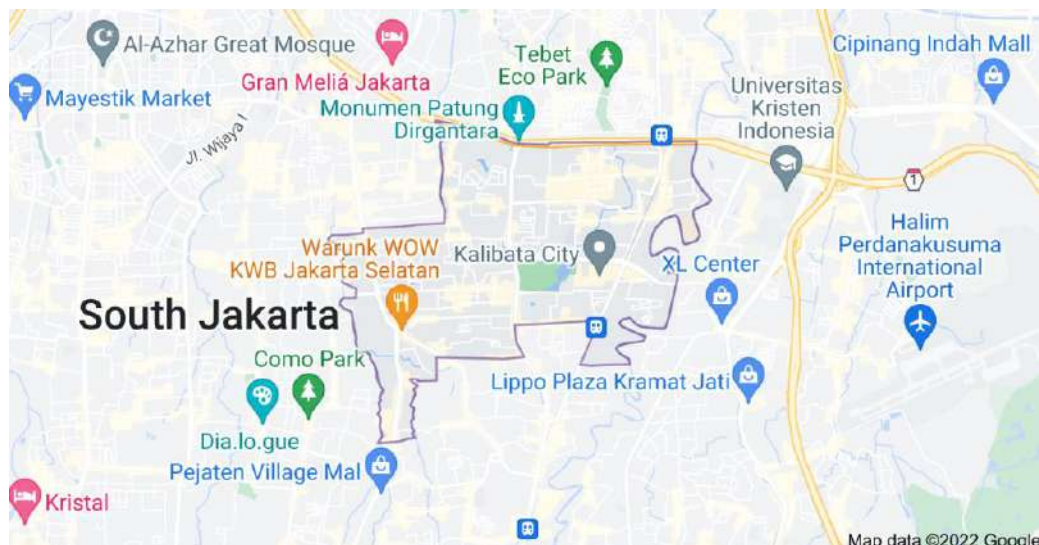 Al-Azhar Great Mosque
Gran Meliá Jakarta
Tebet
Eco Park
Cipinang Indah Mall
Mayestik Market
Monumen Patung
Dirgantara
Universitas
Kristen
Indonesia
Jl. Wijaya I
1
Halim
Perdanakusuma
International
Airport
Warunk WOW
KWB Jakarta Selatan
Kalibata City
XL Center
South Jakarta
Como Park
Lippo Plaza Kramat Jati
Dia.lo.gue
Pejaten Village Mal
Kristal
Map data ©2022 Google